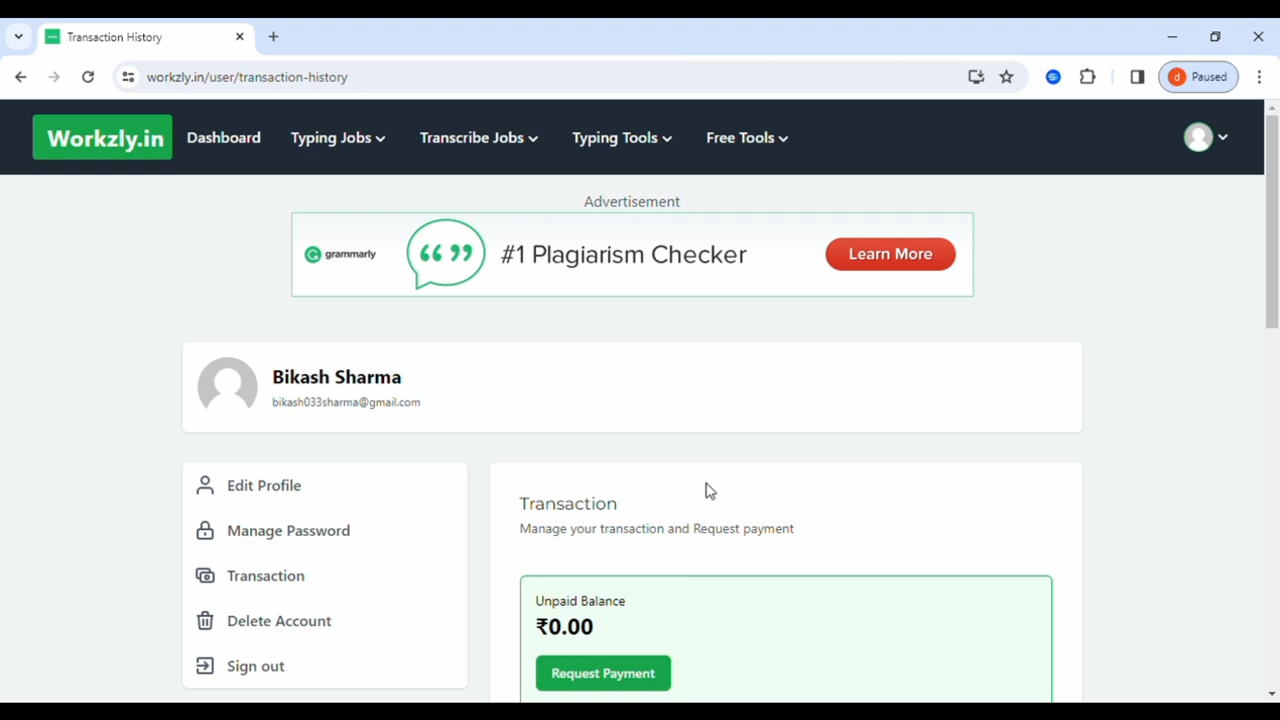 Transaction History
workzly.in/user/transaction-history
d Paused
Workzly.in Dashboard Typing Jobs Transcribe Jobs Typing Tools Free Tools
Advertisement
grammarly #1 Plagiarism Checker Learn More
Bikash Sharma
bikash033sharma@gmail.com
Edit Profile
Manage Password
Transaction
Delete Account
Sign out
Transaction
Manage your transaction and Request payment
Unpaid Balance
₹0.00
Request Payment